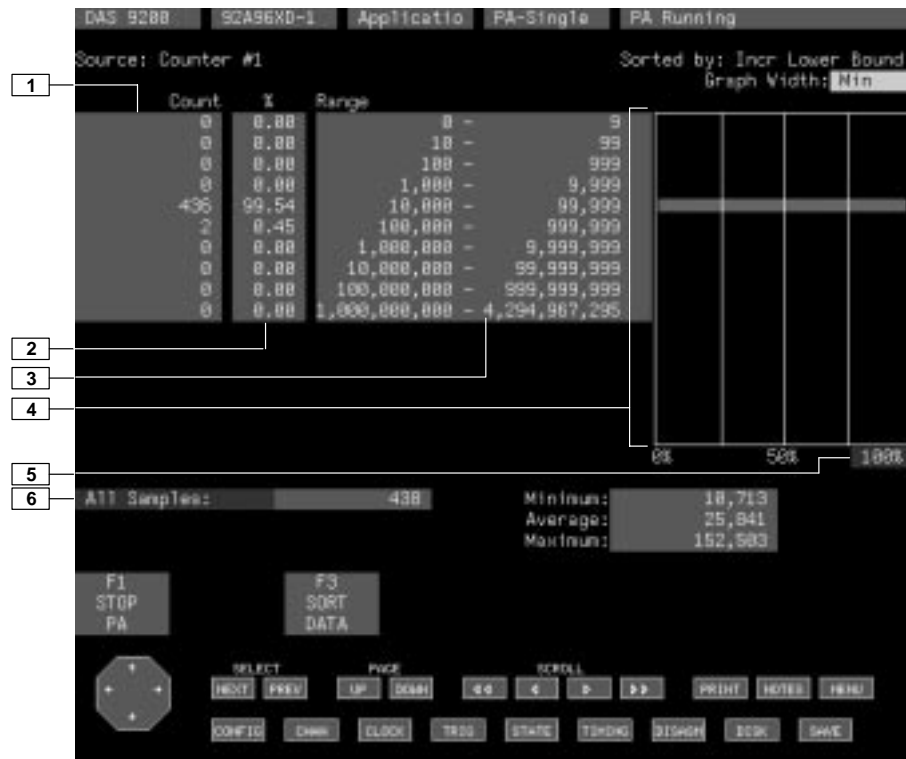 DAS 9200 92A96XD-1 Applicatio PA-Single PA Running
Source: Counter #1 Sorted by: Incr Lower Bound
1 Graph Width: Min
Count % Range
0 0.00 0 - 9
0 0.00 10 - 99
0 0.00 100 - 999
0 0.00 1,000 - 9,999
436 99.54 10,000 - 99,999
2 0.45 100,000 - 999,999
0 0.00 1,000,000 - 9,999,999
0 0.00 10,000,000 - 99,999,999
0 0.00 100,000,000 - 999,999,999
0 0.00 1,000,000,000 - 4,294,967,295
2
3
4
0% 50% 100%
5
6 All Samples: 438 Minimum: 10,713
Average: 25,841
Maximum: 152,503
F1 F3
STOP SORT
PA DATA
SELECT PAGE SCROLL
NEXT PREV UP DOWN PRINT NOTES MENU
CONFIG CHAN CLOCK TRIG STATE TIMING DISASM DISK SAVE